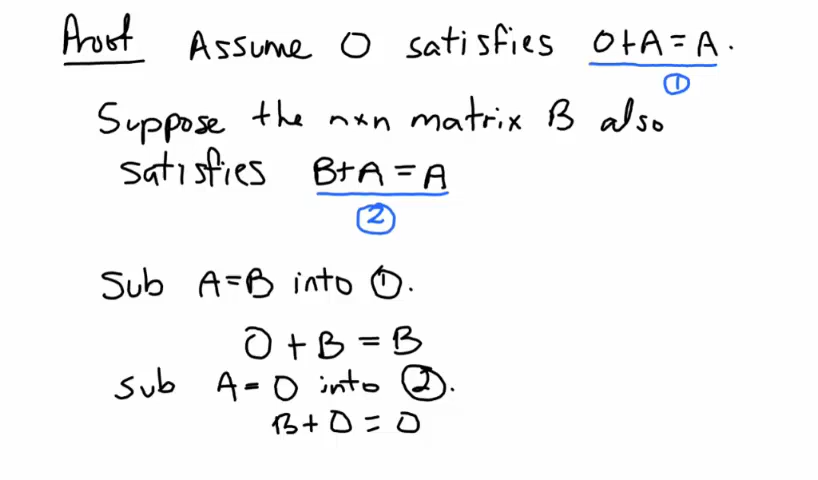 Proof Assume O satisfies O+A=A.
①
Suppose the n×n matrix B also
satisfies B+A=A
②
Sub A=B into ①.
O+B=B
Sub A=O into ②.
B+O=O